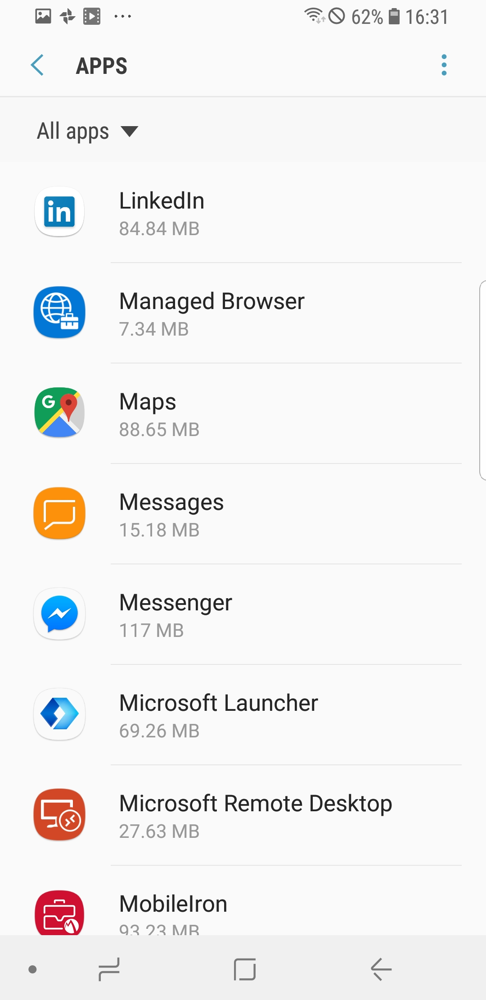 62% 16:31
APPS
All apps
in
LinkedIn
84.84 MB
Managed Browser
7.34 MB
G
Maps
88.65 MB
Messages
15.18 MB
Messenger
117 MB
Microsoft Launcher
69.26 MB
Microsoft Remote Desktop
27.63 MB
MobileIron
93.23 MB